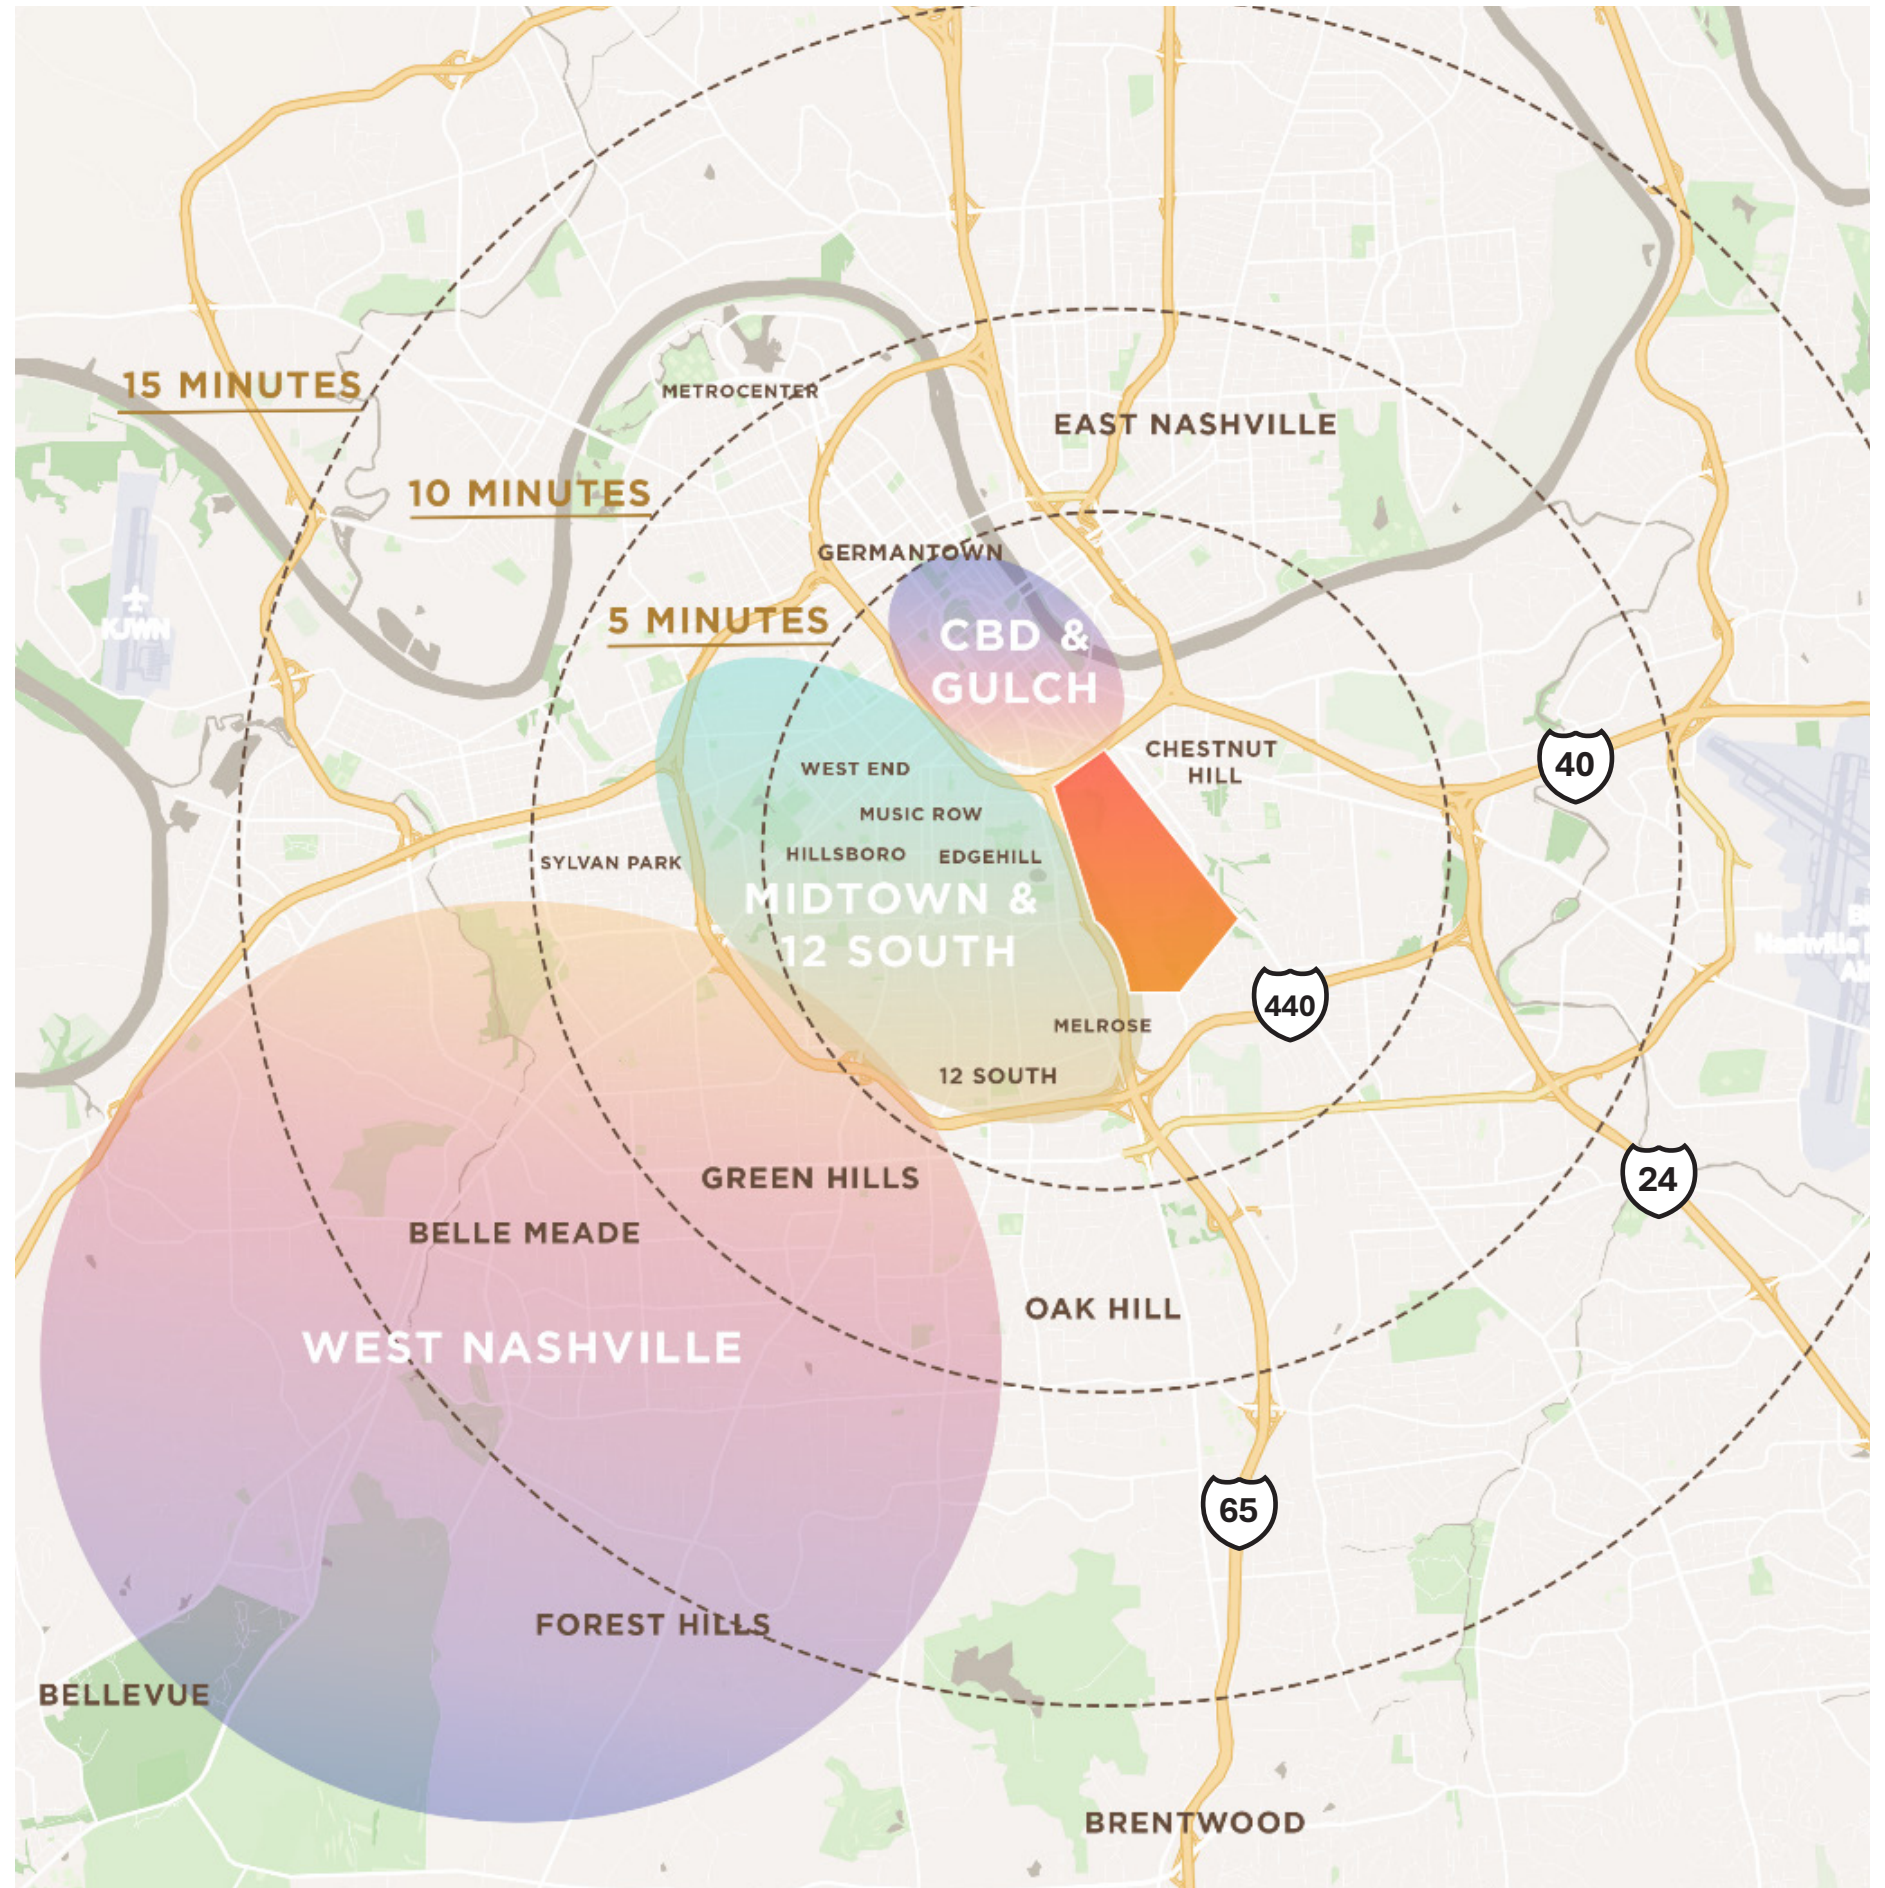 15 MINUTES
METROCENTER
EAST NASHVILLE
10 MINUTES
GERMANTOWN
5 MINUTES
KJWN
CBD &
GULCH
CHESTNUT
HILL
40
WEST END
MUSIC ROW
HILLSBORO
EDGEHILL
SYLVAN PARK
MIDTOWN &
12 SOUTH
Nashville
440
MELROSE
12 SOUTH
GREEN HILLS
24
BELLE MEADE
OAK HILL
WEST NASHVILLE
65
FOREST HILLS
BELLEVUE
BRENTWOOD